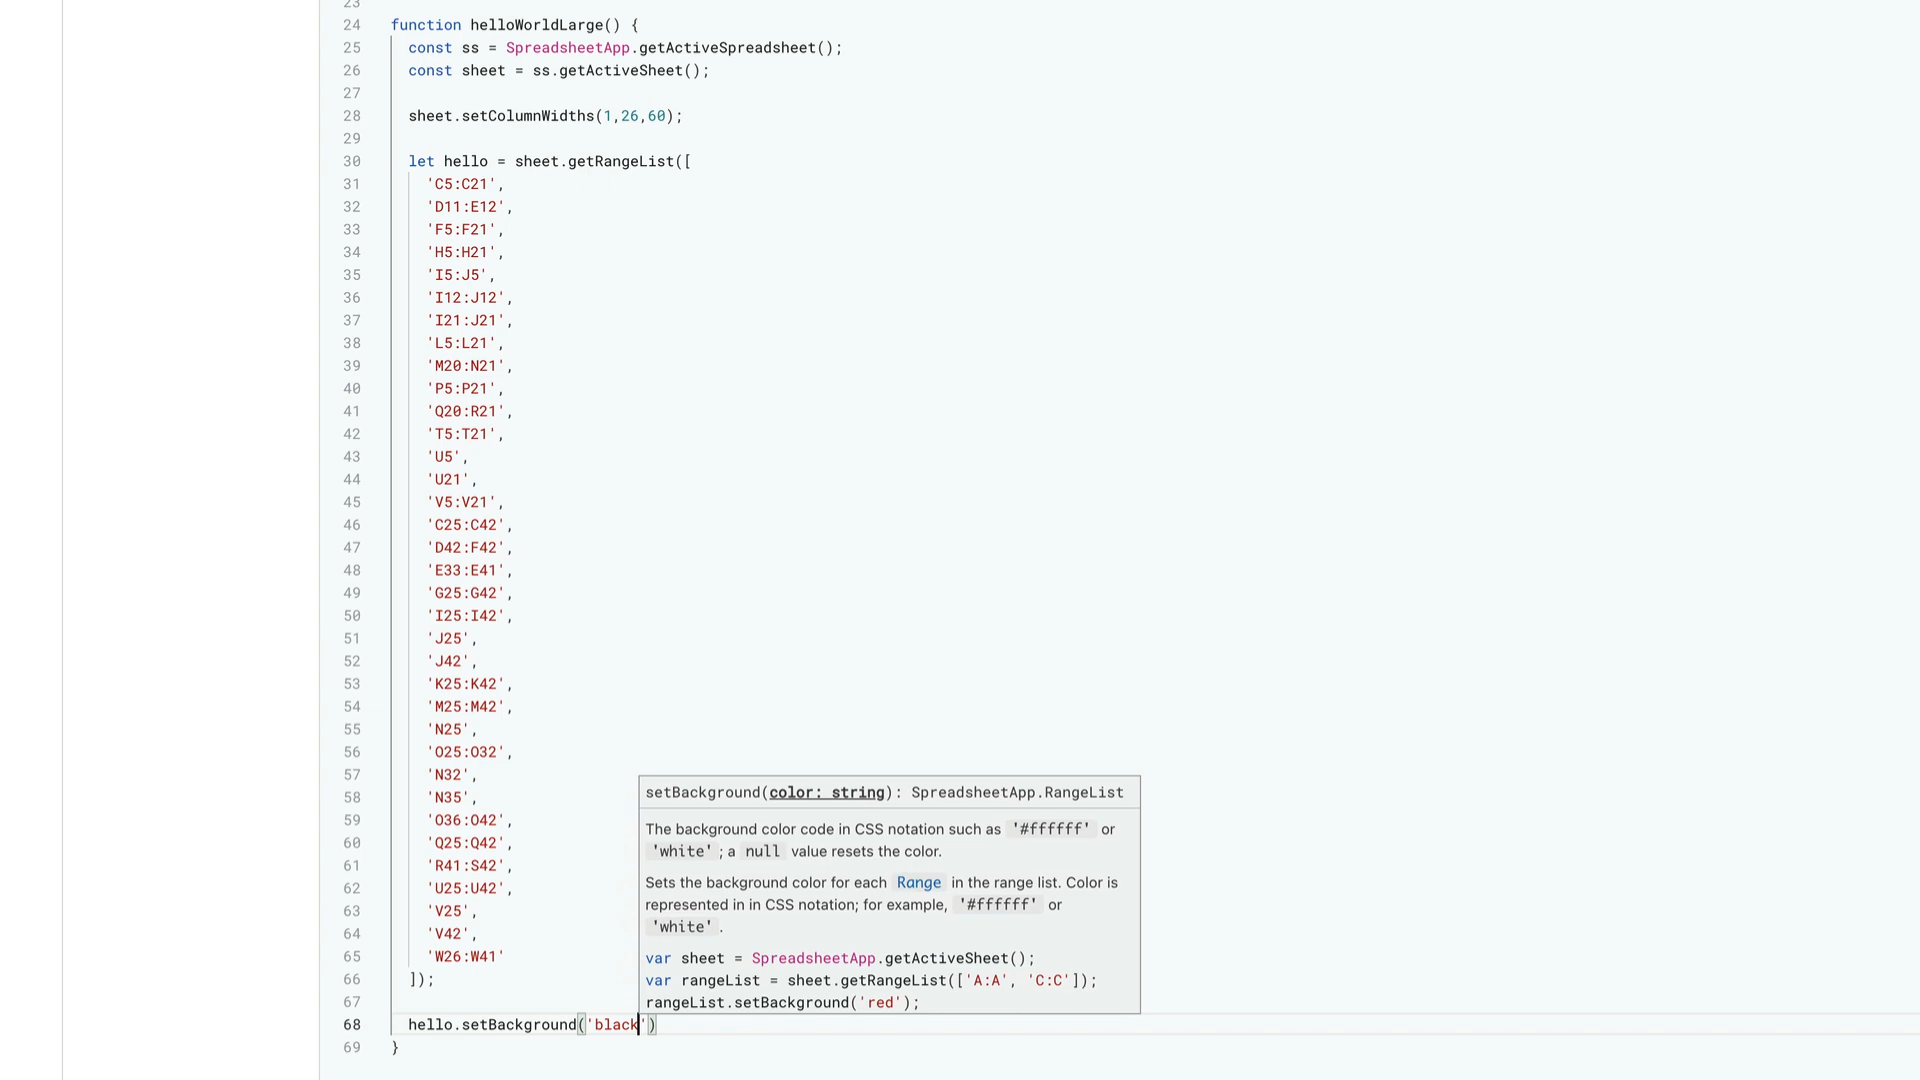 23
24 function helloWorldLarge() {
25 const ss = SpreadsheetApp.getActiveSpreadsheet();
26 const sheet = ss.getActiveSheet();
27
28 sheet.setColumnWidths(1,26,60);
29
30 let hello = sheet.getRangeList([
31 'C5:C21',
32 'D11:E12',
33 'F5:F21',
34 'H5:H21',
35 'I5:J5',
36 'I12:J12',
37 'I21:J21',
38 'L5:L21',
39 'M20:N21',
40 'P5:P21',
41 'Q20:R21',
42 'T5:T21',
43 'U5',
44 'U21',
45 'V5:V21',
46 'C25:C42',
47 'D42:F42',
48 'E33:E41',
49 'G25:G42',
50 'I25:I42',
51 'J25',
52 'J42',
53 'K25:K42',
54 'M25:M42',
55 'N25',
56 'O25:O32',
57 'N32',
58 'N35',
59 'O36:O42',
60 'Q25:Q42',
61 'R41:S42',
62 'U25:U42',
63 'V25',
64 'V42',
65 'W26:W41'
66 ]);
67
68 hello.setBackground('black')
69 }
setBackground(color: string): SpreadsheetApp.RangeList
The background color code in CSS notation such as '#ffffff' or
'white'; a null value resets the color.
Sets the background color for each Range in the range list. Color is
represented in in CSS notation; for example, '#ffffff' or
'white'.
var sheet = SpreadsheetApp.getActiveSheet();
var rangeList = sheet.getRangeList(['A:A', 'C:C']);
rangeList.setBackground('red');